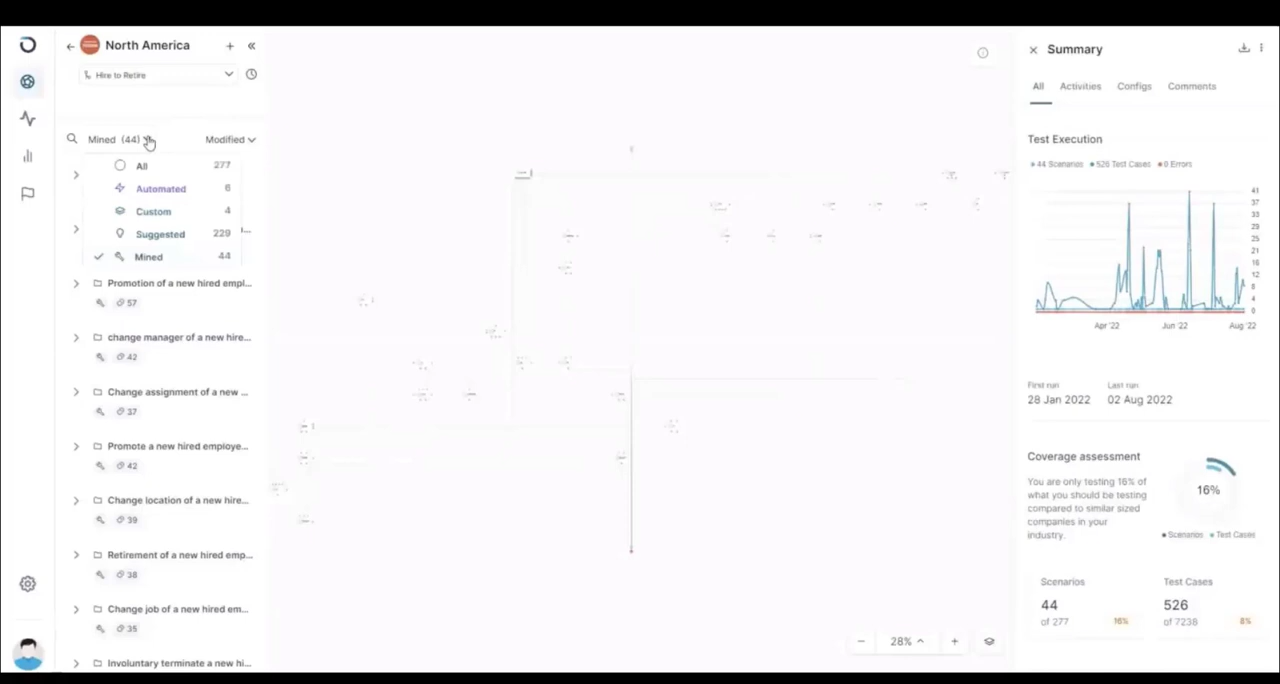 North America
Hire to Retire
Mined (44)
Modified
All 277
Automated 6
Custom 4
Suggested 229
Mined 44
Promotion of a new hired empl...
57
change manager of a new hire...
42
Change assignment of a new ...
37
Promote a new hired employe...
42
Change location of a new hire...
39
Retirement of a new hired emp...
38
Change job of a new hired em...
35
Involuntary terminate a new hi...
28%
Summary
All Activities Configs Comments
Test Execution
44 Scenarios 526 Test Cases 0 Errors
41
37
33
29
25
21
16
12
8
4
0
Apr '22 Jun '22 Aug '22
First run Last run
28 Jan 2022 02 Aug 2022
Coverage assessment
You are only testing 16% of
what you should be testing
compared to similar sized
companies in your
industry.
16%
Scenarios Test Cases
Scenarios Test Cases
44 526
of 277 16% of 7238 8%